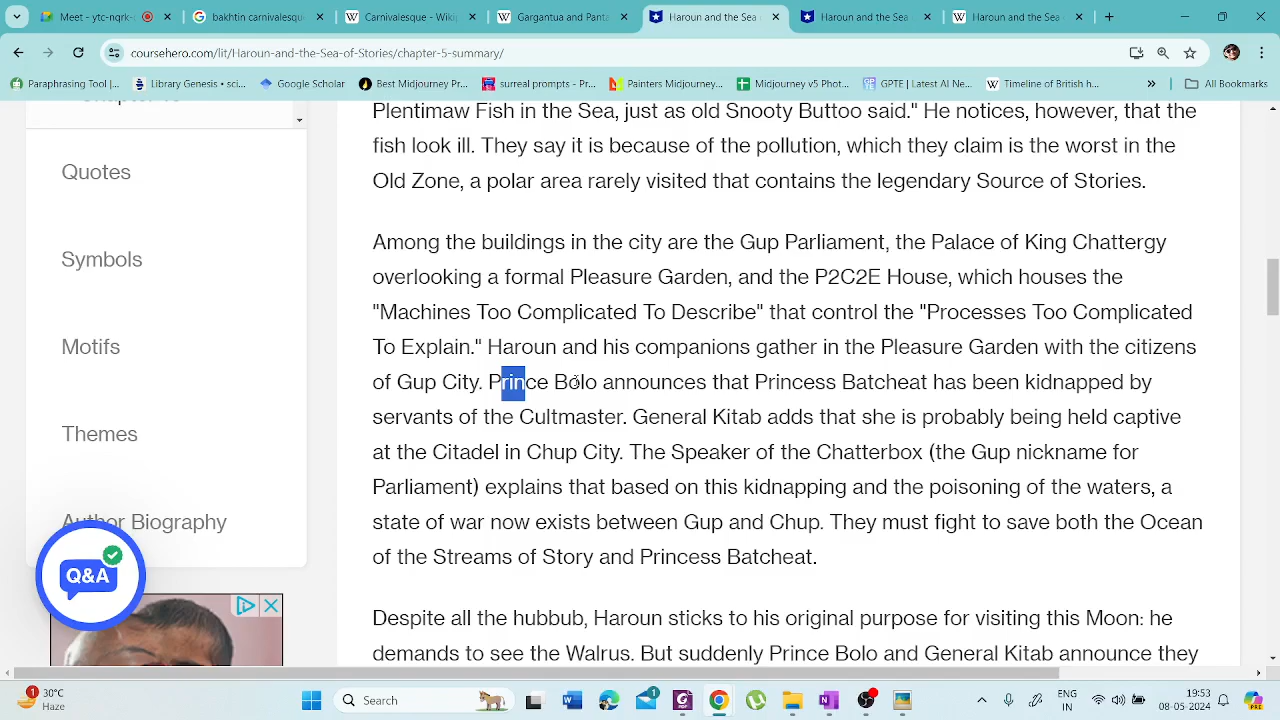 Meet - ytc-nqrk-
bakhtin carnivalesque
Carnivalesque - Wiki
Gargantua and Panta
Haroun and the Sea
Haroun and the Sea
Haroun and the Sea
coursehero.com/lit/Haroun-and-the-Sea-of-Stories/chapter-5-summary/
Parasite Testing Lab
Library Genesis • sci...
Google Scholar
Best Midjourney Pr...
surreal prompts - Pr...
Painters Midjourney...
Midjourney v5 Phot...
GPTE | Latest AI To...
Timeline of British h...
»
All Bookmarks
Plentimaw Fish in the Sea, just as old Snooty Buttoo said." He notices, however, that the
fish look ill. They say it is because of the pollution, which they claim is the worst in the
Old Zone, a polar area rarely visited that contains the legendary Source of Stories.
Among the buildings in the city are the Gup Parliament, the Palace of King Chattergy
overlooking a formal Pleasure Garden, and the P2C2E House, which houses the
"Machines Too Complicated To Describe" that control the "Processes Too Complicated
To Explain." Haroun and his companions gather in the Pleasure Garden with the citizens
of Gup City. Prince Bolo announces that Princess Batcheat has been kidnapped by
servants of the Cultmaster. General Kitab adds that she is probably being held captive
at the Citadel in Chup City. The Speaker of the Chatterbox (the Gup nickname for
Parliament) explains that based on this kidnapping and the poisoning of the waters, a
state of war now exists between Gup and Chup. They must fight to save both the Ocean
of the Streams of Story and Princess Batcheat.
Despite all the hubbub, Haroun sticks to his original purpose for visiting this Moon: he
demands to see the Walrus. But suddenly Prince Bolo and General Kitab announce they
Quotes
Symbols
Motifs
Themes
Author Biography
Q&A
1
30°C
Haze
Search
1
ENG
IN
19:53
08-05-2024